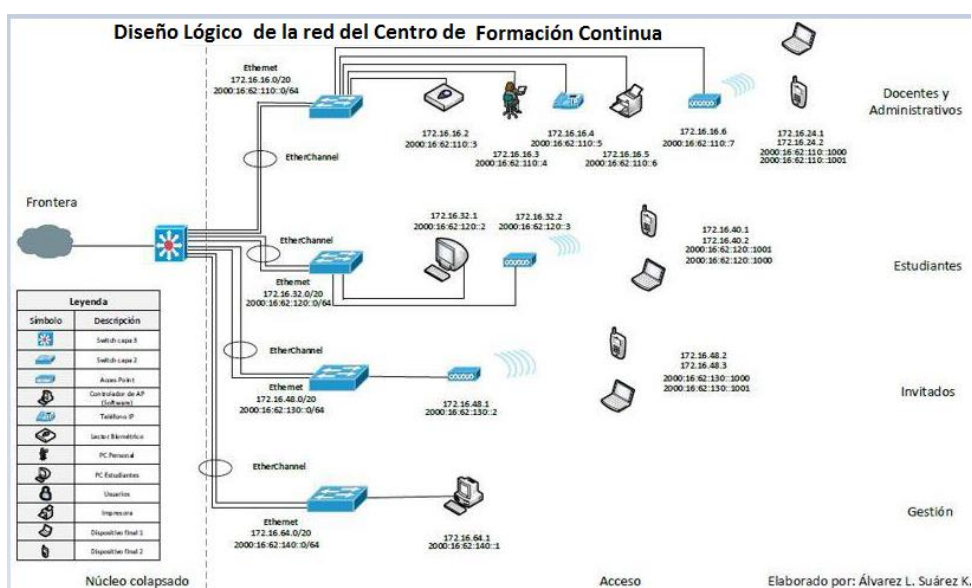 Diseño Lógico de la red del Centro de Formación Continua
Ethernet
172.16.16.0/20
2000:16:62:110::0/64
172.16.16.2
2000:16:62:110::3
172.16.16.3
2000:16:62:110::4
172.16.16.4
2000:16:62:110::5
172.16.16.5
2000:16:62:110::6
172.16.16.6
2000:16:62:110::7
172.16.24.1
172.16.24.2
2000:16:62:110::1000
2000:16:62:110::1001
Docentes y
Administrativos
EtherChannel
Frontera
EtherChannel
Ethernet
172.16.32.0/20
2000:16:62:120::0/64
172.16.32.1
2000:16:62:120::2
172.16.32.2
2000:16:62:120::3
172.16.40.1
172.16.40.2
2000:16:62:120::1001
2000:16:62:120::1000
Estudiantes
EtherChannel
Ethernet
172.16.48.0/20
2000:16:62:130::0/64
172.16.48.1
2000:16:62:130::2
172.16.48.2
172.16.48.3
2000:16:62:130::1000
2000:16:62:130::1001
Invitados
EtherChannel
Ethernet
172.16.64.0/20
2000:16:62:140::0/64
172.16.64.1
2000:16:62:140::1
Gestión
Leyenda
Símbolo Descripción
Switch capa 3
Switch capa 2
Acces Point
Controlador de AP
(Software)
Teléfono IP
Lector Biométrico
PC Personal
PC Estudiantes
Usuarios
Impresora
Dispositivo final 1
Dispositivo final 2
Núcleo colapsado
Acceso
Elaborado por: Álvarez L. Suárez K.